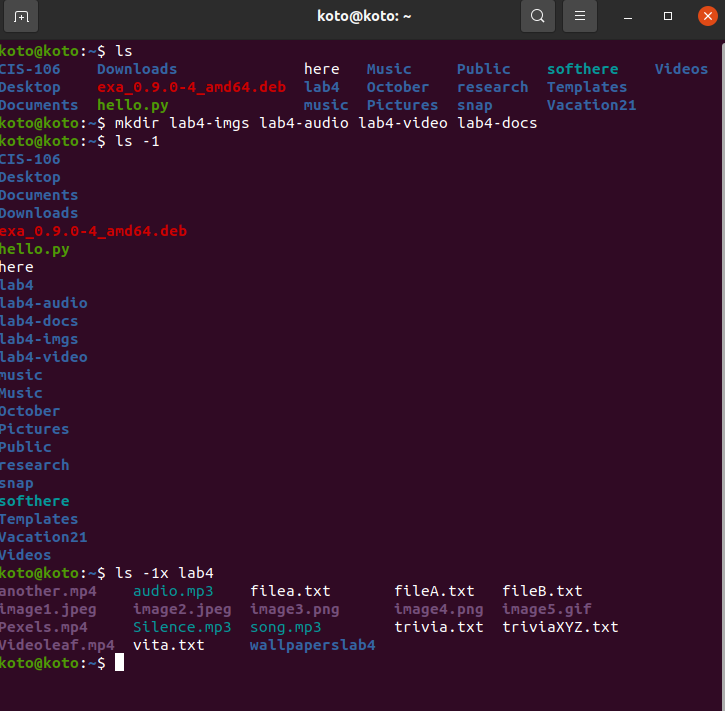 koto@koto: ~
koto@koto:~$ ls
CIS-106 Downloads here Music Public softhere Videos
Desktop exa_0.9.0-4_amd64.deb lab4 October research Templates
Documents hello.py music Pictures snap Vacation21
koto@koto:~$ mkdir lab4-imgs lab4-audio lab4-video lab4-docs
koto@koto:~$ ls -1
CIS-106
Desktop
Documents
Downloads
exa_0.9.0-4_amd64.deb
hello.py
here
lab4
lab4-audio
lab4-docs
lab4-imgs
lab4-video
music
Music
October
Pictures
Public
research
snap
softhere
Templates
Vacation21
Videos
koto@koto:~$ ls -1x lab4
another.mp4 audio.mp3 filea.txt fileA.txt fileB.txt
image1.jpeg image2.jpeg image3.png image4.png image5.gif
Pexels.mp4 Silence.mp3 song.mp3 trivia.txt triviaXYZ.txt
Videoleaf.mp4 vita.txt wallpaperslab4
koto@koto:~$